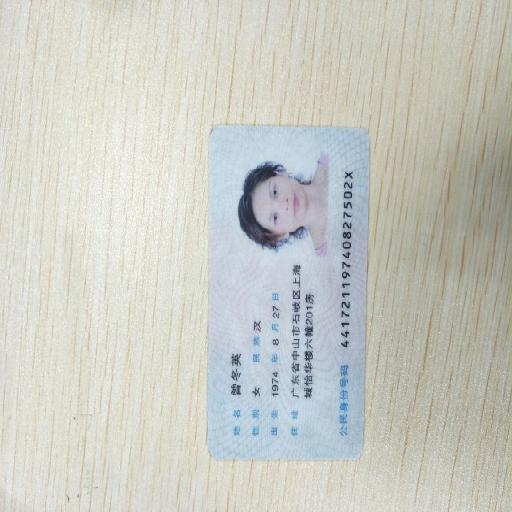 姓名 曾冬英
性别 女 民族 汉
出生 1974 年 8 月 27 日
住址 广东省中山市石岐区上海
城怡华楼六幢201房
公民身份号码 44172119740827502X